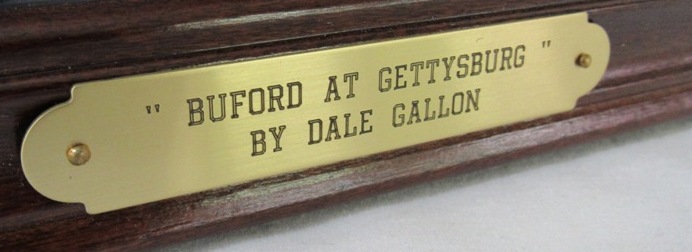 " BUFORD AT GETTYSBURG "
BY DALE GALLON